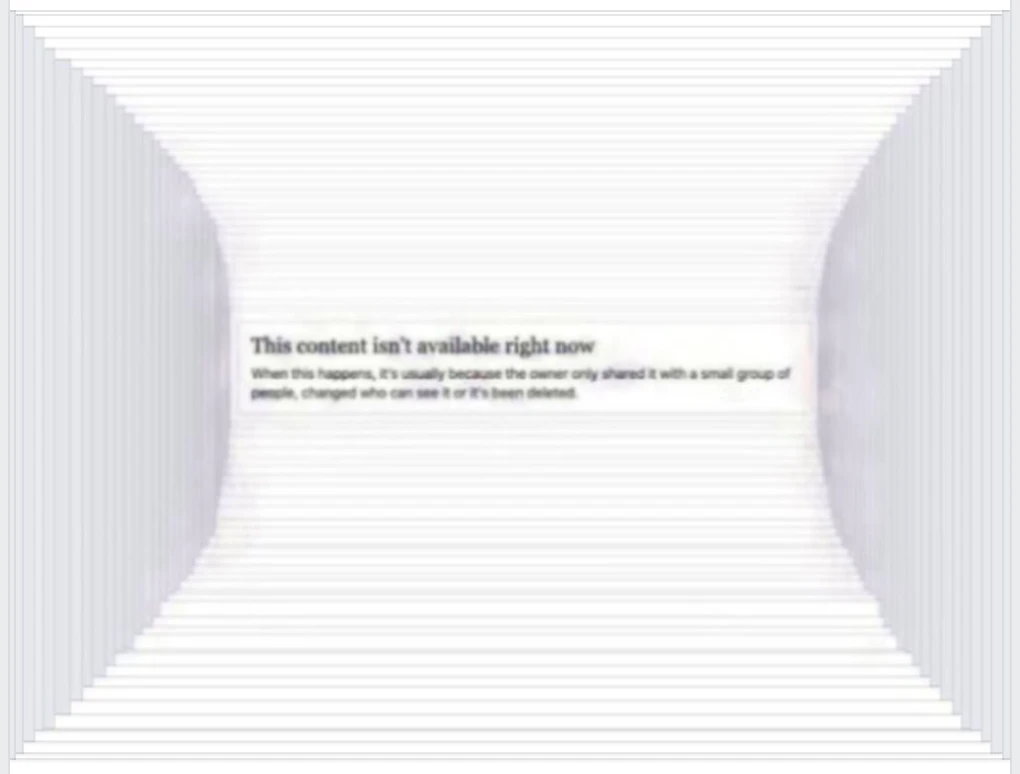 This content isn't available right now
When this happens, it's usually because the owner only shared it with a small group of
people, changed who can see it or it's been deleted.